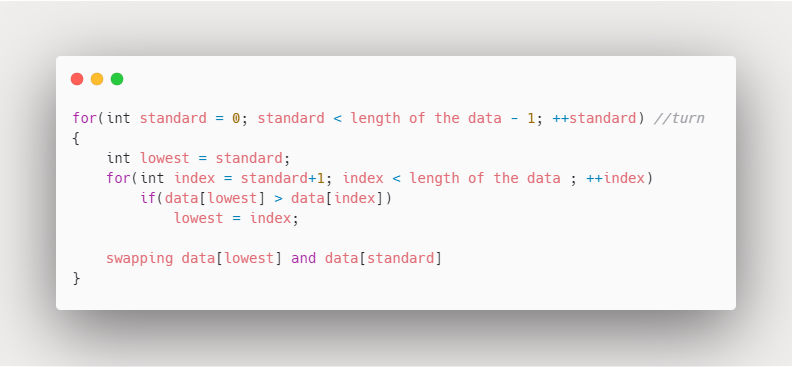 for(int standard = 0; standard < length of the data - 1; ++standard) //turn
{
    int lowest = standard;
    for(int index = standard+1; index < length of the data ; ++index)
        if(data[lowest] > data[index])
            lowest = index;

    swapping data[lowest] and data[standard]
}